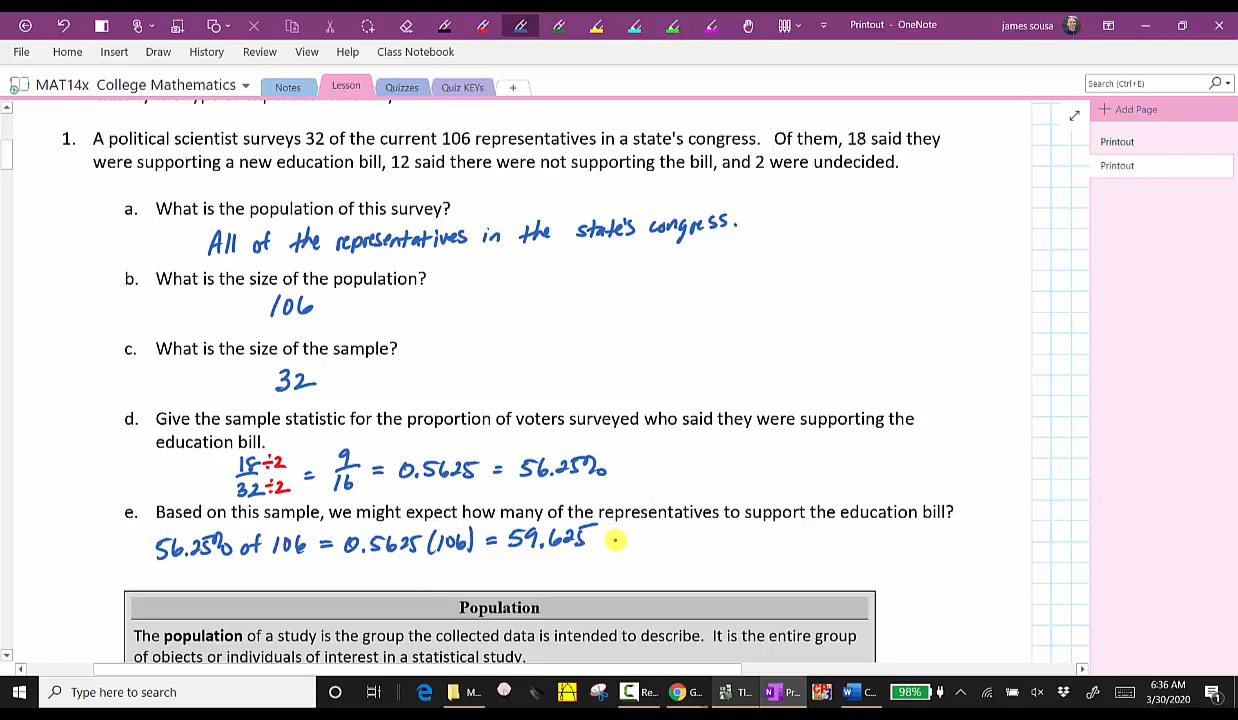 Printout - OneNote
james sousa
File Home Insert Draw History Review View Help Class Notebook
MAT14x College Mathematics
Notes
Lesson
Quizzes
Quiz KEYs
Search (Ctrl+E)
Add Page
Printout
Printout
1. A political scientist surveys 32 of the current 106 representatives in a state's congress. Of them, 18 said they
were supporting a new education bill, 12 said there were not supporting the bill, and 2 were undecided.
a. What is the population of this survey?
All of the representatives in the state's congress.
b. What is the size of the population?
106
c. What is the size of the sample?
32
d. Give the sample statistic for the proportion of voters surveyed who said they were supporting the
education bill.
18÷2/32÷2 = 9/16 = 0.5625 = 56.25%
e. Based on this sample, we might expect how many of the representatives to support the education bill?
56.25% of 106 = 0.5625(106) = 59.625
Population
The population of a study is the group the collected data is intended to describe. It is the entire group
of objects or individuals of interest in a statistical study.
Type here to search
M...
Re...
G...
Tl...
Pr...
C...
98%
6:36 AM
3/30/2020